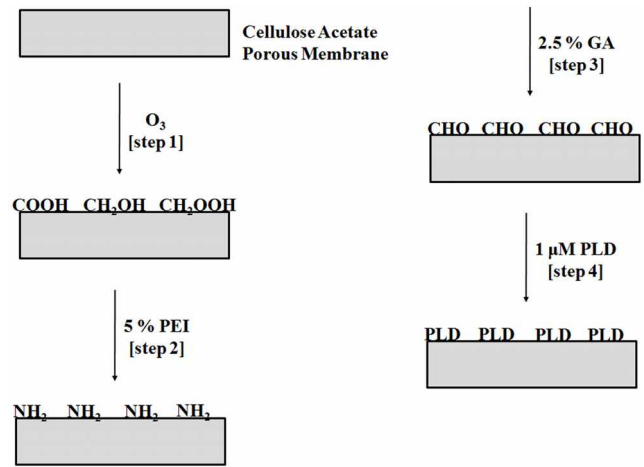 Cellulose Acetate
Porous Membrane
O₃
[step 1]
COOH CH₂OH CH₂OOH
5 % PEI
[step 2]
NH₂ NH₂ NH₂ NH₂
2.5 % GA
[step 3]
CHO CHO CHO CHO
1 μM PLD
[step 4]
PLD PLD PLD PLD